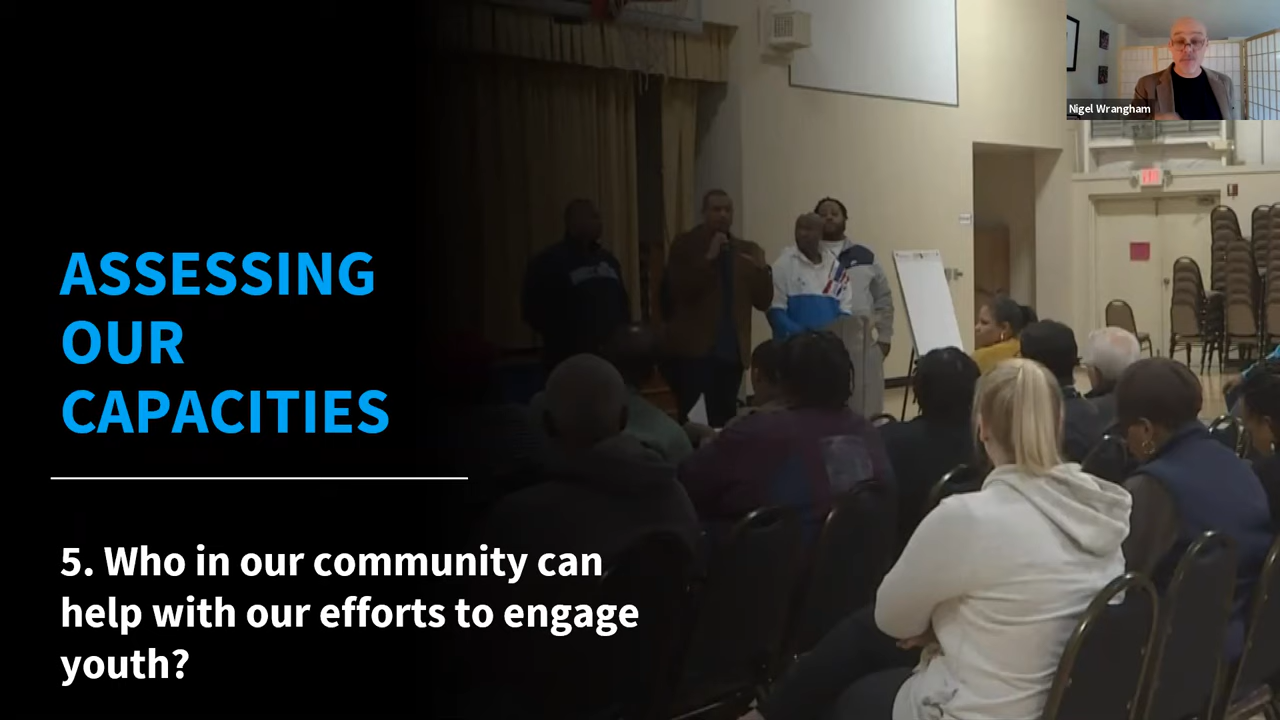 Nigel Wrangham
ASSESSING
OUR
CAPACITIES
5. Who in our community can
help with our efforts to engage
youth?